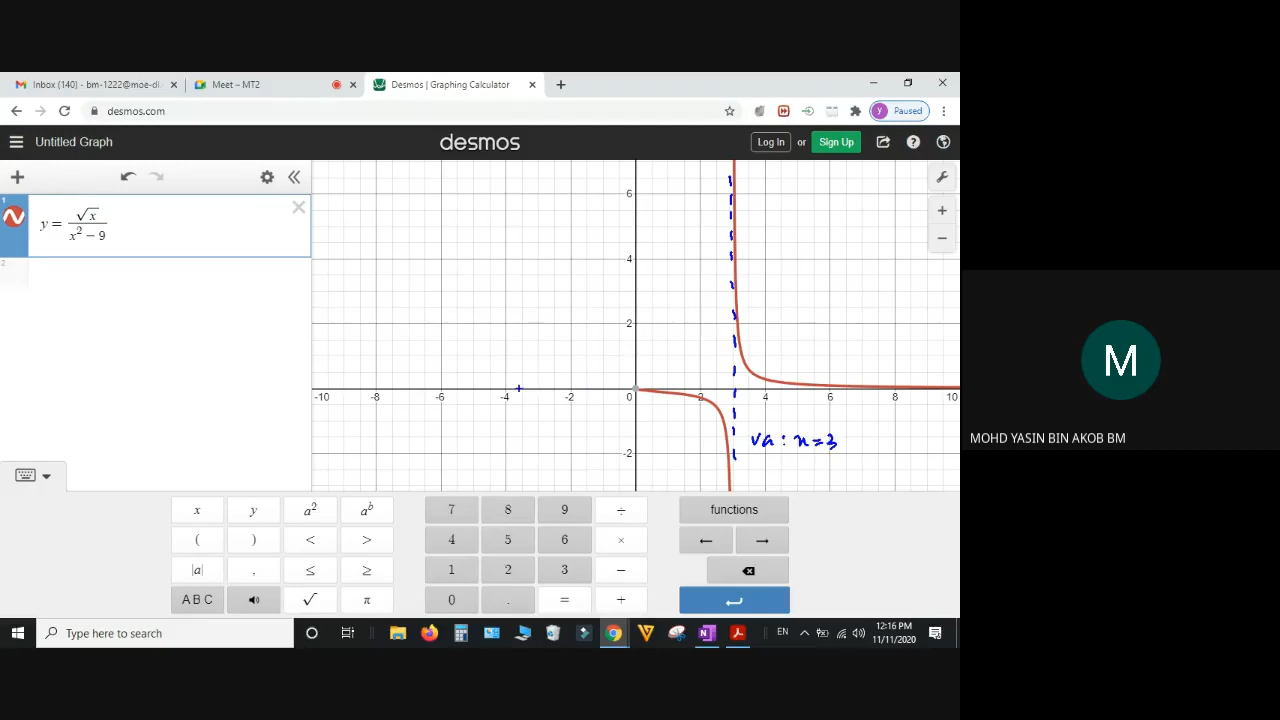 Inbox (140) - bm-1222@moe-dl
Meet – MT2
Desmos | Graphing Calculator
desmos.com
Paused
Untitled Graph
desmos
Log In or Sign Up
1
y = √x / x² − 9
2
6
4
2
-10 -8 -6 -4 -2 0 2 4 6 8 10
-2
va : x = 3
x y a² aᵇ 7 8 9 ÷ functions
( ) < > 4 5 6 × ← →
|a| , ≤ ≥ 1 2 3 −
A B C √ π 0 . = + 
Type here to search
EN
12:16 PM
11/11/2020
M
MOHD YASIN BIN AKOB BM